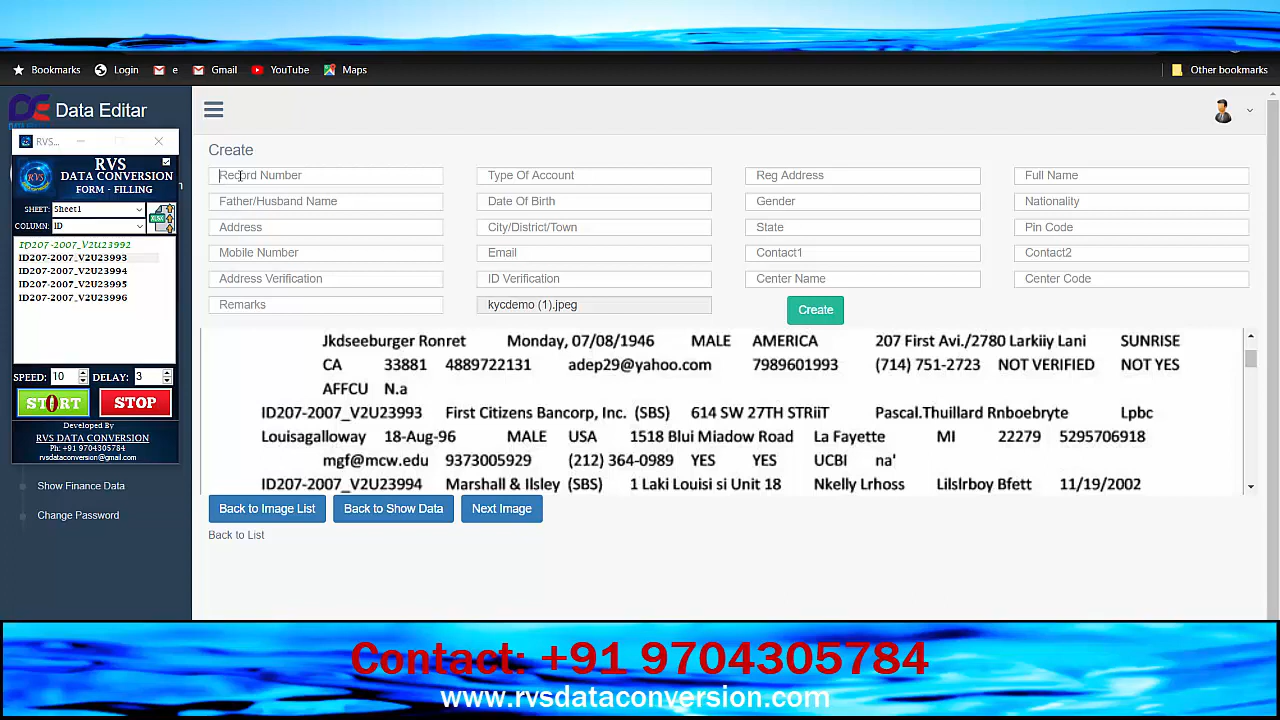 Bookmarks Login e Gmail YouTube Maps Other bookmarks
Data Editar
RVS...
RVS
DATA CONVERSION
FORM - FILLING
SHEET: Sheet1
COLUMN: ID
ID207-2007_V2U23992
ID207-2007_V2U23993
ID207-2007_V2U23994
ID207-2007_V2U23995
ID207-2007_V2U23996
SPEED: 10 DELAY: 3
START STOP
Developed By
RVS DATA CONVERSION
Ph: +91 9704305784
rvsdataconversion@gmail.com
Show Finance Data
Change Password
Create
Record Number Type Of Account Reg Address Full Name
Father/Husband Name Date Of Birth Gender Nationality
Address City/District/Town State Pin Code
Mobile Number Email Contact1 Contact2
Address Verification ID Verification Center Name Center Code
Remarks kycdemo (1).jpeg Create
Jkdseeburger Ronret Monday, 07/08/1946 MALE AMERICA 207 First Avi./2780 Larkiiy Lani SUNRISE
CA 33881 4889722131 adep29@yahoo.com 7989601993 (714) 751-2723 NOT VERIFIED NOT YES
AFFCU N.a
ID207-2007_V2U23993 First Citizens Bancorp, Inc. (SBS) 614 SW 27TH STRiiT Pascal.Thuillard Rnboebryte Lpbc
Louisagalloway 18-Aug-96 MALE USA 1518 Blui Miadow Road La Fayette MI 22279 5295706918
mgf@mcw.edu 9373005929 (212) 364-0989 YES YES UCBI na'
ID207-2007_V2U23994 Marshall & Ilsley (SBS) 1 Laki Louisi si Unit 18 Nkelly Lrhoss Lilslrboy Bfett 11/19/2002
Back to Image List Back to Show Data Next Image
Back to List
Contact: +91 9704305784
www.rvsdataconversion.com